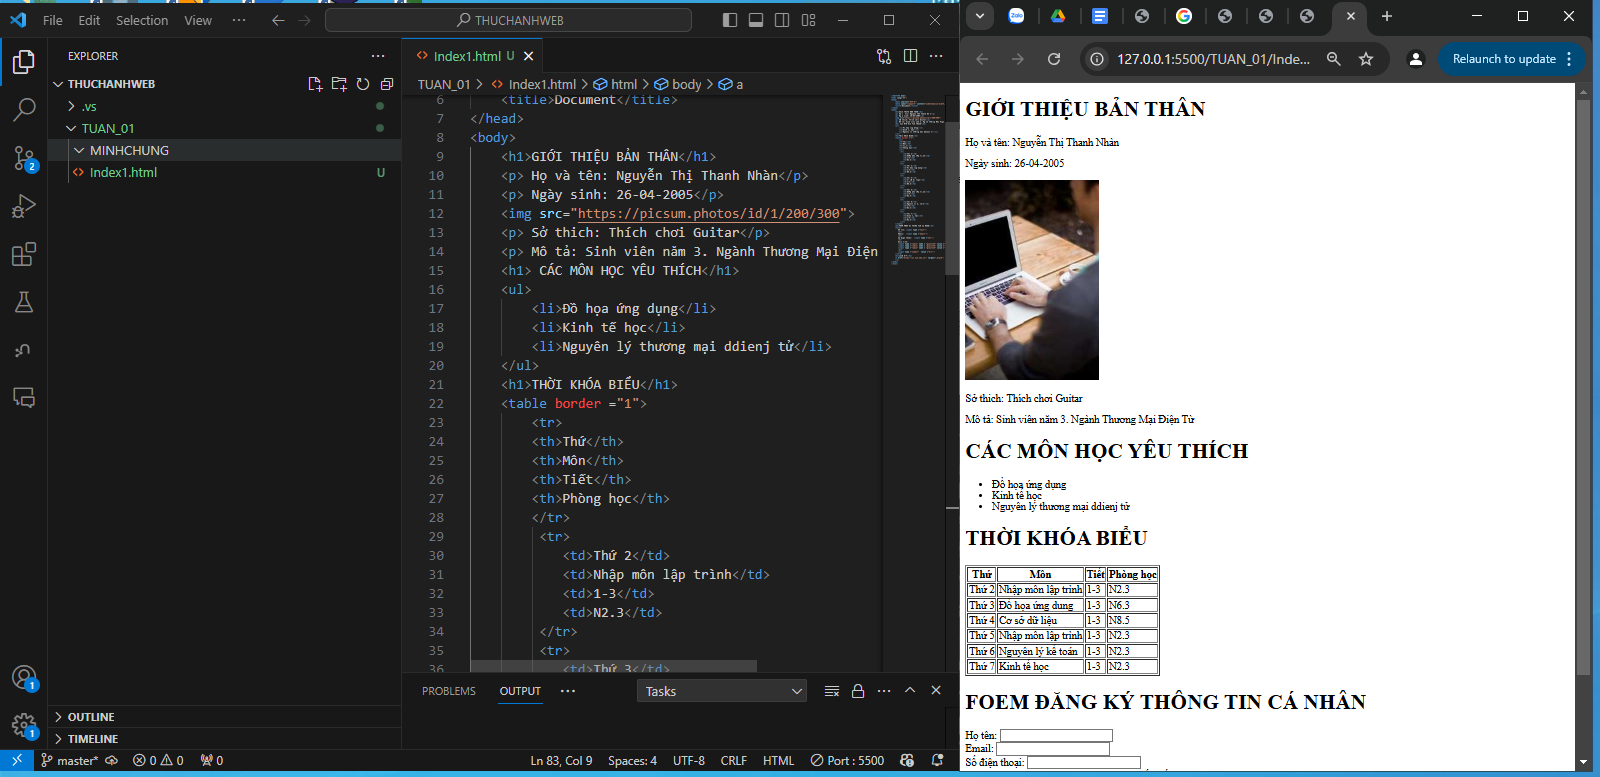 File Edit Selection View ··· THUCHANHWEB
EXPLORER
THUCHANHWEB
.vs
TUAN_01
MINHCHUNG
Index1.html U
OUTLINE
TIMELINE
Index1.html U
TUAN_01 > Index1.html > html > body > a
6 <title>Document</title>
7 </head>
8 <body>
9 <h1>GIỚI THIỆU BẢN THÂN</h1>
10 <p> Họ và tên: Nguyễn Thị Thanh Nhàn</p>
11 <p> Ngày sinh: 26-04-2005</p>
12 <img src="https://picsum.photos/id/1/200/300">
13 <p> Sở thich: Thích chơi Guitar</p>
14 <p> Mô tả: Sinh viên năm 3. Ngành Thương Mại Điện
15 <h1> CÁC MÔN HỌC YÊU THÍCH</h1>
16 <ul>
17 <li>Đồ họa ứng dụng</li>
18 <li>Kinh tế học</li>
19 <li>Nguyên lý thương mại ddienj tử</li>
20 </ul>
21 <h1>THỜI KHÓA BIỂU</h1>
22 <table border ="1">
23 <tr>
24 <th>Thứ</th>
25 <th>Môn</th>
26 <th>Tiết</th>
27 <th>Phòng học</th>
28 </tr>
29 <tr>
30 <td>Thứ 2</td>
31 <td>Nhập môn lập trình</td>
32 <td>1-3</td>
33 <td>N2.3</td>
34 </tr>
35 <tr>
36 <td>Thứ 3</td>
PROBLEMS OUTPUT ··· Tasks
master* 0 0 0 Ln 83, Col 9 Spaces: 4 UTF-8 CRLF HTML Port : 5500
2
1
1
Zalo
127.0.0.1:5500/TUAN_01/Inde... Relaunch to update
GIỚI THIỆU BẢN THÂN
Họ và tên: Nguyễn Thị Thanh Nhàn
Ngày sinh: 26-04-2005
Sở thich: Thích chơi Guitar
Mô tả: Sinh viên năm 3. Ngành Thương Mại Điện Tử
CÁC MÔN HỌC YÊU THÍCH
• Đồ họa ứng dụng
• Kinh tế học
• Nguyên lý thương mại ddienj tử
THỜI KHÓA BIỂU
Thứ Môn Tiết Phòng học
Thứ 2 Nhập môn lập trình 1-3 N2.3
Thứ 3 Đồ họa ứng dung 1-3 N6.3
Thứ 4 Cơ sở dữ liệu 1-3 N8.5
Thứ 5 Nhập môn lập trình 1-3 N2.3
Thứ 6 Nguyên lý kế toán 1-3 N2.3
Thứ 7 Kinh tế học 1-3 N2.3
FOEM ĐĂNG KÝ THÔNG TIN CÁ NHÂN
Họ tên:
Email:
Số điện thoại: